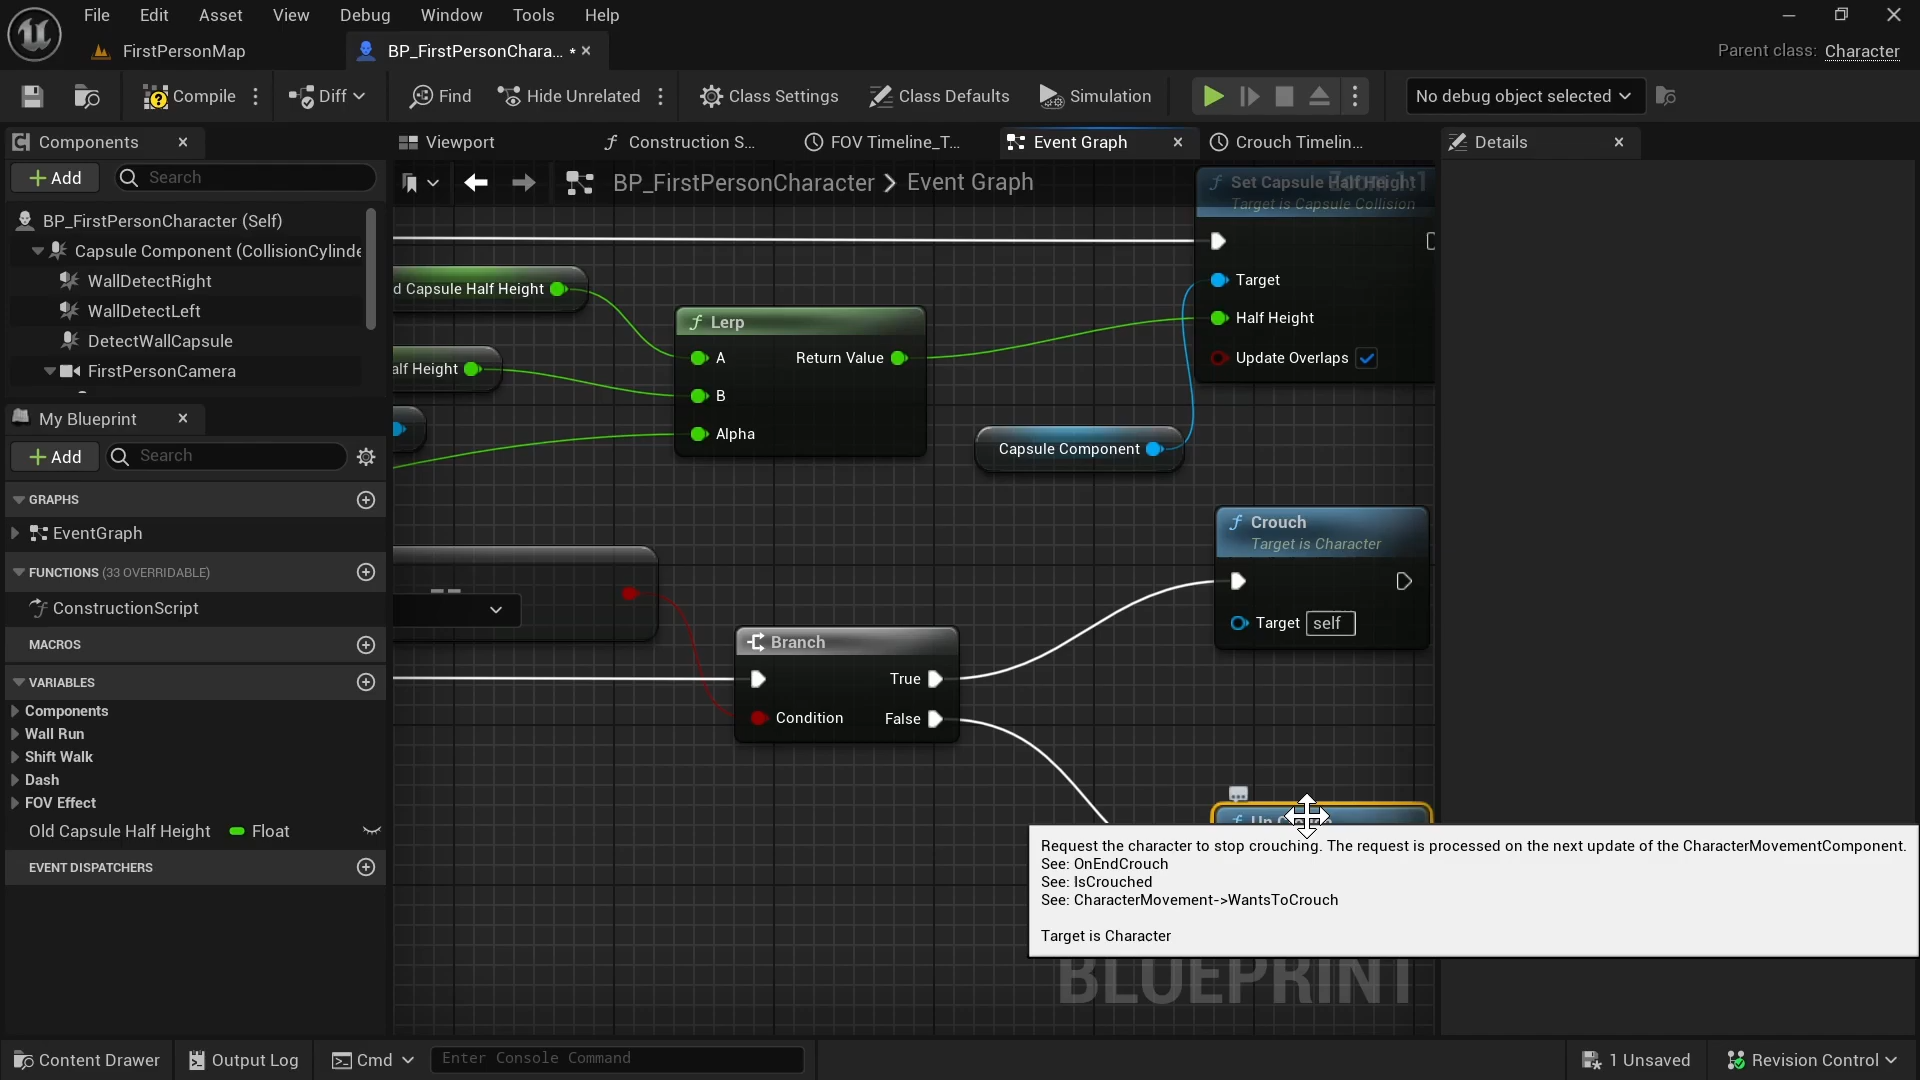 File Edit Asset View Debug Window Tools Help
FirstPersonMap
BP_FirstPersonChara... *
Parent class: Character
Compile
Diff
Find
Hide Unrelated
Class Settings
Class Defaults
Simulation
No debug object selected
Components
Viewport
Construction S...
FOV Timeline_T...
Event Graph
Crouch Timelin...
Details
Add
Search
BP_FirstPersonCharacter > Event Graph
BP_FirstPersonCharacter (Self)
Capsule Component (CollisionCylinde
WallDetectRight
WallDetectLeft
DetectWallCapsule
FirstPersonCamera
My Blueprint
Add
Search
GRAPHS
EventGraph
FUNCTIONS (33 OVERRIDABLE)
ConstructionScript
MACROS
VARIABLES
Components
Wall Run
Shift Walk
Dash
FOV Effect
Old Capsule Half Height
Float
EVENT DISPATCHERS
Set Capsule Half Height
Zoom 1:1
Target is Capsule Collision
Target
Half Height
Update Overlaps
d Capsule Half Height
alf Height
Lerp
A
Return Value
B
Alpha
Capsule Component
Crouch
Target is Character
Target self
==
Branch
True
Condition
False
Request the character to stop crouching. The request is processed on the next update of the CharacterMovementComponent.
See: OnEndCrouch
See: IsCrouched
See: CharacterMovement->WantsToCrouch
Target is Character
BLUEPRINT
Content Drawer
Output Log
Cmd
Enter Console Command
1 Unsaved
Revision Control